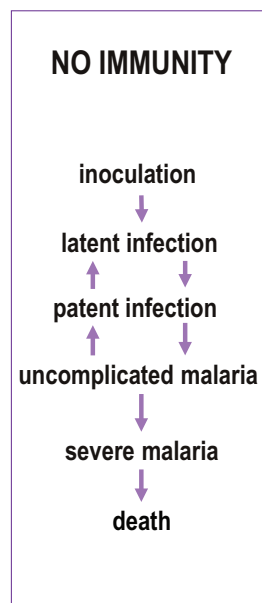 NO IMMUNITY
inoculation
latent infection
patent infection
uncomplicated malaria
severe malaria
death